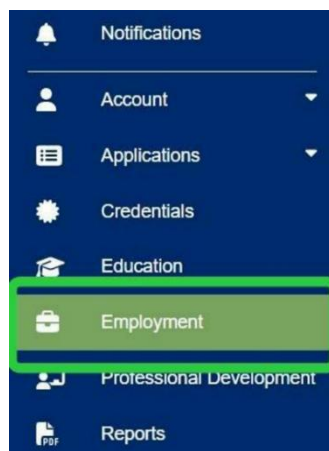 Notifications
Account
Applications
Credentials
Education
Employment
Professional Development
PDF
Reports